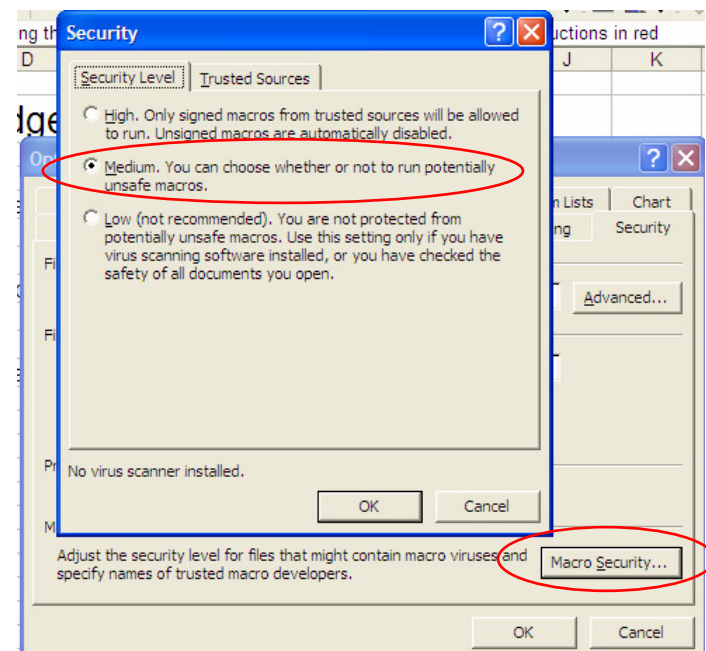 ng th
uctions in red
D
J
K
dge
Security
Security Level
Trusted Sources
High. Only signed macros from trusted sources will be allowed
to run. Unsigned macros are automatically disabled.
Medium. You can choose whether or not to run potentially
unsafe macros.
Low (not recommended). You are not protected from
potentially unsafe macros. Use this setting only if you have
virus scanning software installed, or you have checked the
safety of all documents you open.
No virus scanner installed.
OK
Cancel
Op
m Lists
Chart
ng
Security
Fi
Advanced...
Fi
Pr
M
Adjust the security level for files that might contain macro viruses and
specify names of trusted macro developers.
Macro Security...
OK
Cancel